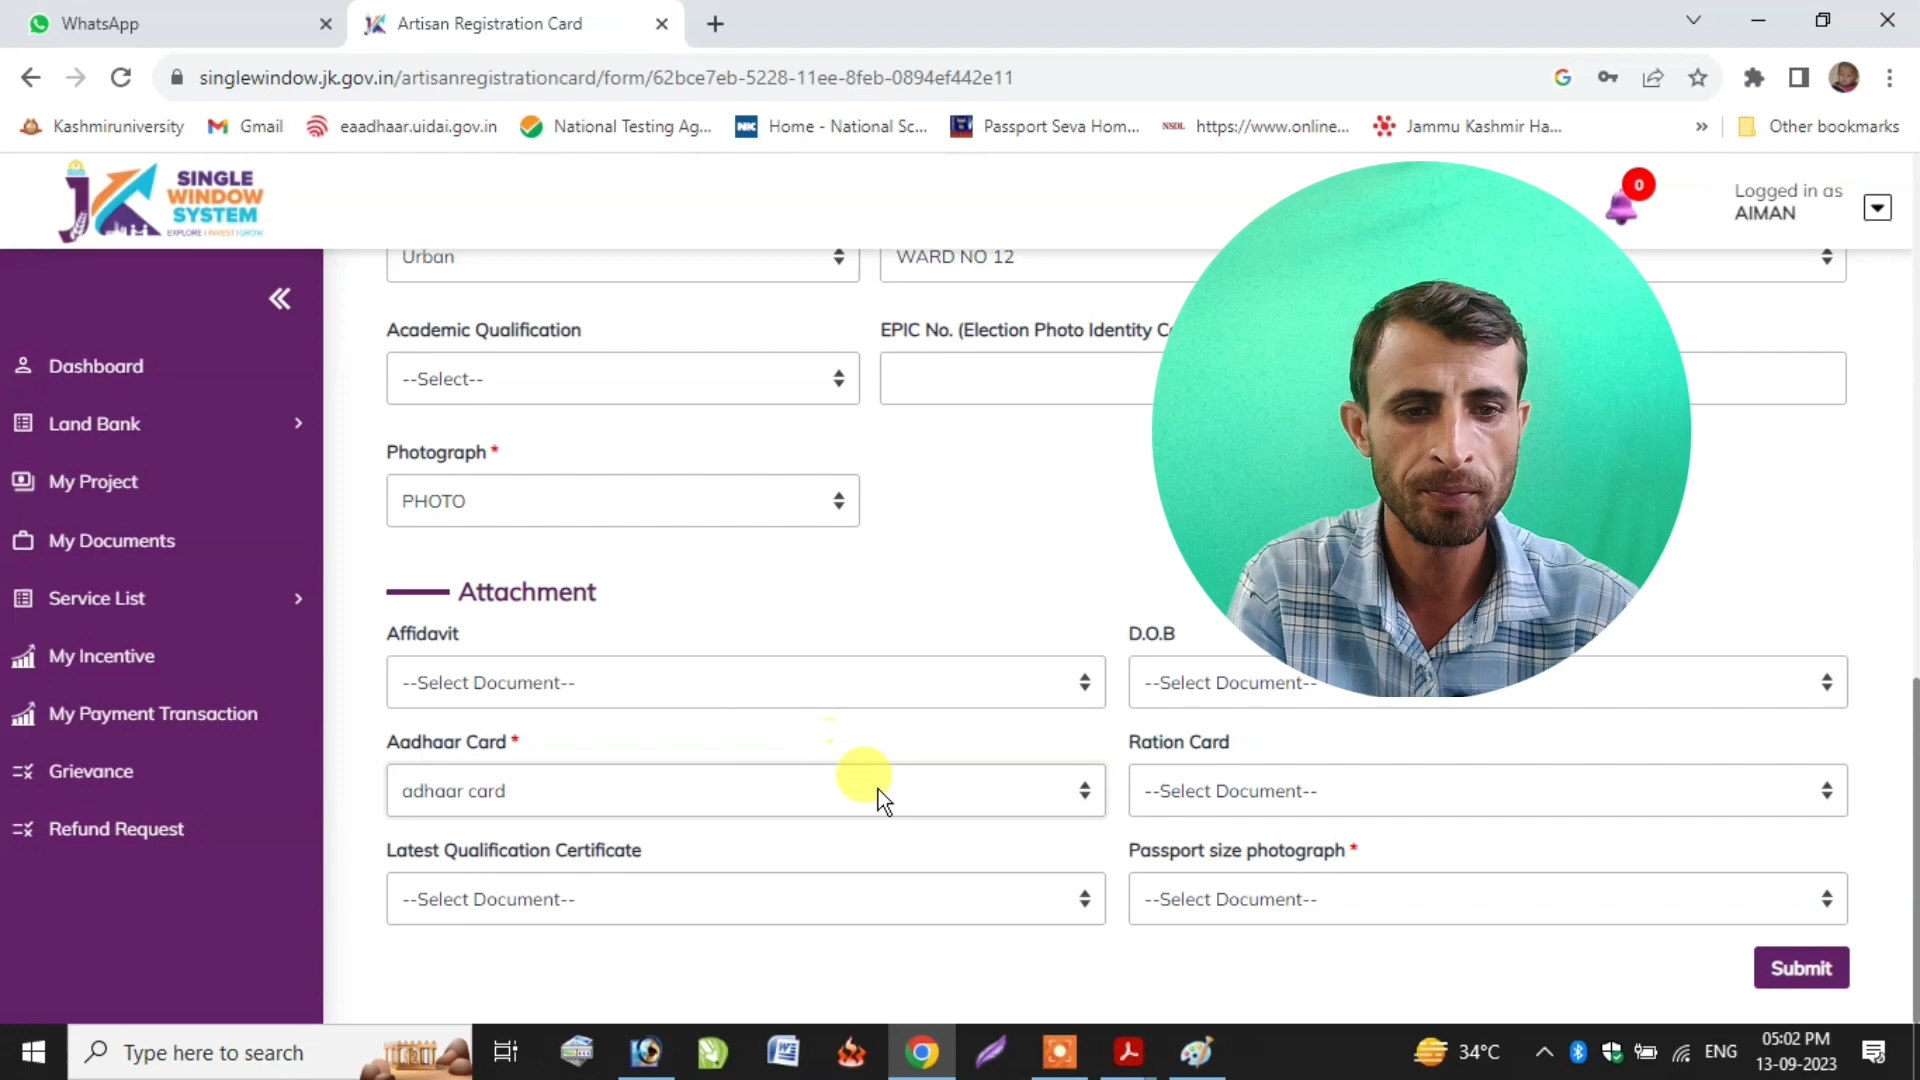 WhatsApp
Artisan Registration Card
singlewindow.jk.gov.in/artisanregistrationcard/form/62bce7eb-5228-11ee-8feb-0894ef442e11
Kashmiruniversity
Gmail
eaadhaar.uidai.gov.in
National Testing Ag...
NK
Home - National Sc...
Passport Seva Hom...
NSDL
https://www.online...
Jammu Kashmir Ha...
Other bookmarks
SINGLE
WINDOW
SYSTEM
EXPLORE | INVEST | GROW
0
Logged in as
AIMAN
Dashboard
Land Bank
My Project
My Documents
Service List
My Incentive
My Payment Transaction
Grievance
Refund Request
Urban
WARD NO 12
Academic Qualification
--Select--
EPIC No. (Election Photo Identity
Photograph *
PHOTO
Attachment
Affidavit
--Select Document--
D.O.B
--Select Document--
Aadhaar Card *
adhaar card
Ration Card
--Select Document--
Latest Qualification Certificate
--Select Document--
Passport size photograph *
--Select Document--
Submit
Type here to search
34°C
ENG
05:02 PM
13-09-2023